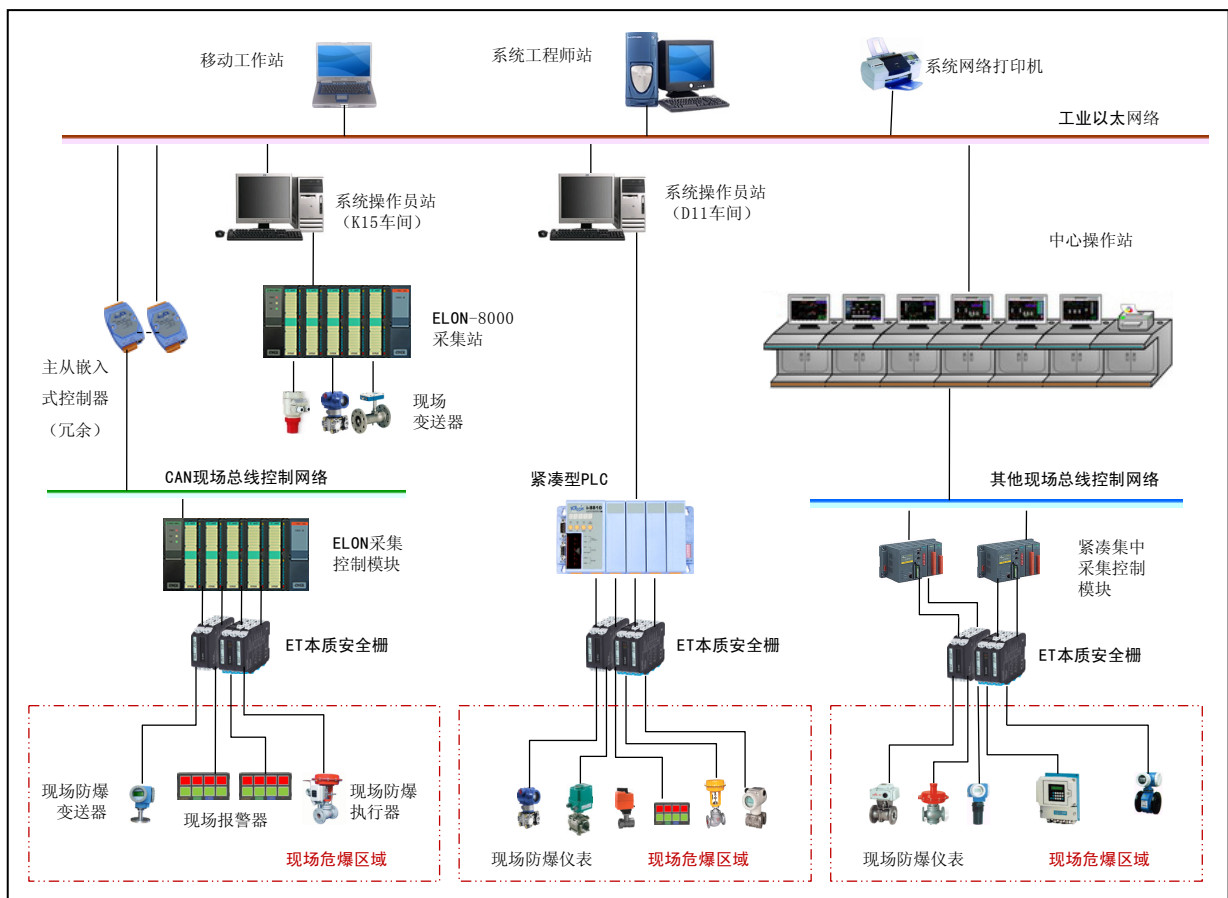 移动工作站
系统工程师站
系统网络打印机
工业以太网络
系统操作员站
（K15车间）
系统操作员站
（D11车间）
中心操作站
ELON-8000
采集站
主从嵌入
式控制器
（冗余）
现场
变送器
CAN现场总线控制网络
紧凑型PLC
其他现场总线控制网络
i-8810
ELON采集
控制模块
紧凑集中
采集控制
模块
ET本质安全栅
ET本质安全栅
ET本质安全栅
现场防爆
变送器
现场报警器
现场防爆
执行器
现场危爆区域
现场防爆仪表
现场危爆区域
现场防爆仪表
现场危爆区域